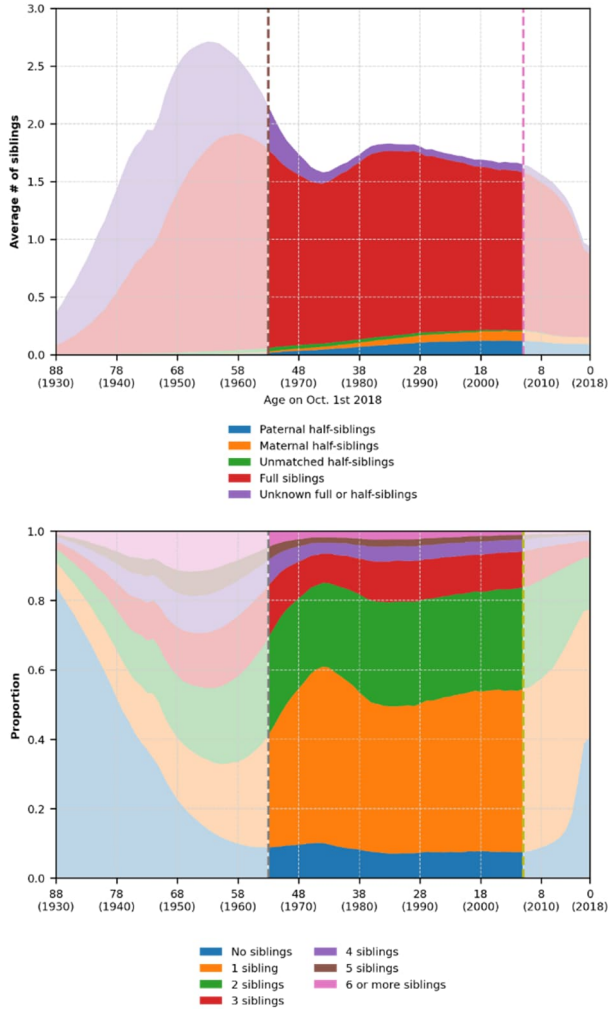 3.0
2.5
2.0
1.5
1.0
0.5
0.0
Average # of siblings
88 78 68 58 48 38 28 18 8 0
(1930) (1940) (1950) (1960) (1970) (1980) (1990) (2000) (2010) (2018)
Age on Oct. 1st 2018
Paternal half-siblings
Maternal half-siblings
Unmatched half-siblings
Full siblings
Unknown full or half-siblings
1.0
0.8
0.6
0.4
0.2
0.0
Proportion
88 78 68 58 48 38 28 18 8 0
(1930) (1940) (1950) (1960) (1970) (1980) (1990) (2000) (2010) (2018)
No siblings 4 siblings
1 sibling 5 siblings
2 siblings 6 or more siblings
3 siblings